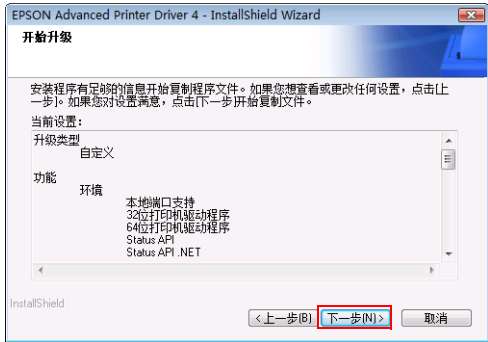 EPSON Advanced Printer Driver 4 - InstallShield Wizard
开始升级
安装程序有足够的信息开始复制程序文件。如果您想查看或更改任何设置，点击[上
一步]。如果您对设置满意，点击[下一步]开始复制文件。
当前设置：
升级类型
自定义
功能
环境
本地端口支持
32位打印机驱动程序
64位打印机驱动程序
Status API
Status API .NET
InstallShield
<上一步(B) 下一步(N)> 取消